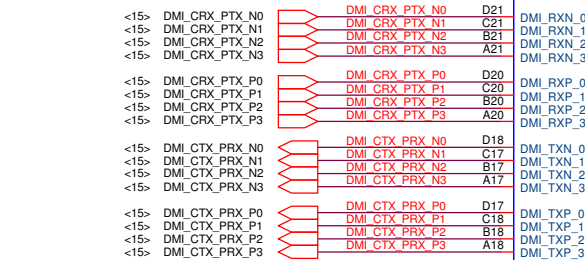 <15> DMI_CRX_PTX_N0 DMI_CRX_PTX_N0 D21 DMI_RXN_0
<15> DMI_CRX_PTX_N1 DMI_CRX_PTX_N1 C21 DMI_RXN_1
<15> DMI_CRX_PTX_N2 DMI_CRX_PTX_N2 B21 DMI_RXN_2
<15> DMI_CRX_PTX_N3 DMI_CRX_PTX_N3 A21 DMI_RXN_3
<15> DMI_CRX_PTX_P0 DMI_CRX_PTX_P0 D20 DMI_RXP_0
<15> DMI_CRX_PTX_P1 DMI_CRX_PTX_P1 C20 DMI_RXP_1
<15> DMI_CRX_PTX_P2 DMI_CRX_PTX_P2 B20 DMI_RXP_2
<15> DMI_CRX_PTX_P3 DMI_CRX_PTX_P3 A20 DMI_RXP_3
<15> DMI_CTX_PRX_N0 DMI_CTX_PRX_N0 D18 DMI_TXN_0
<15> DMI_CTX_PRX_N1 DMI_CTX_PRX_N1 C17 DMI_TXN_1
<15> DMI_CTX_PRX_N2 DMI_CTX_PRX_N2 B17 DMI_TXN_2
<15> DMI_CTX_PRX_N3 DMI_CTX_PRX_N3 A17 DMI_TXN_3
<15> DMI_CTX_PRX_P0 DMI_CTX_PRX_P0 D17 DMI_TXP_0
<15> DMI_CTX_PRX_P1 DMI_CTX_PRX_P1 C18 DMI_TXP_1
<15> DMI_CTX_PRX_P2 DMI_CTX_PRX_P2 B18 DMI_TXP_2
<15> DMI_CTX_PRX_P3 DMI_CTX_PRX_P3 A18 DMI_TXP_3